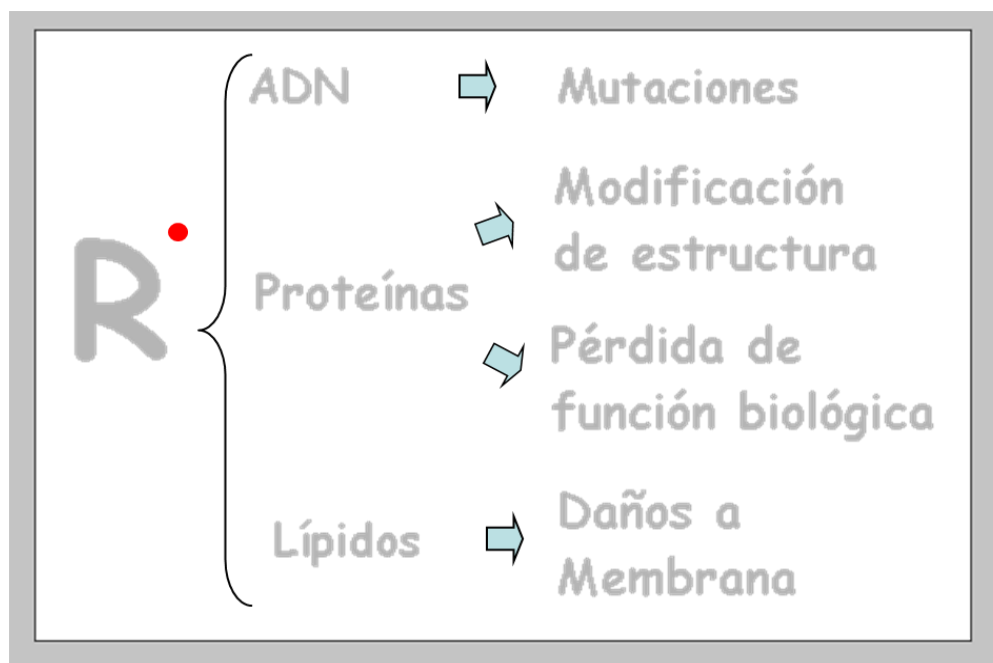 R
ADN
Mutaciones
Proteínas
Modificación
de estructura
Pérdida de
función biológica
Lípidos
Daños a
Membrana